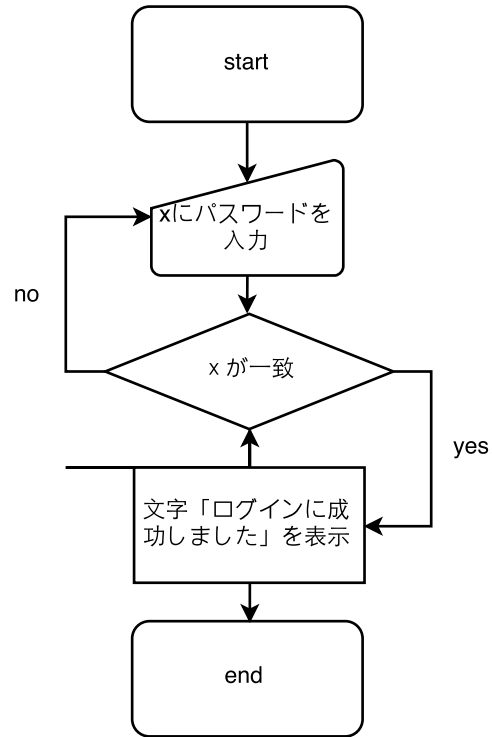 start
xにパスワードを
入力
no
x が一致
yes
文字「ログインに成
功しました」を表示
end